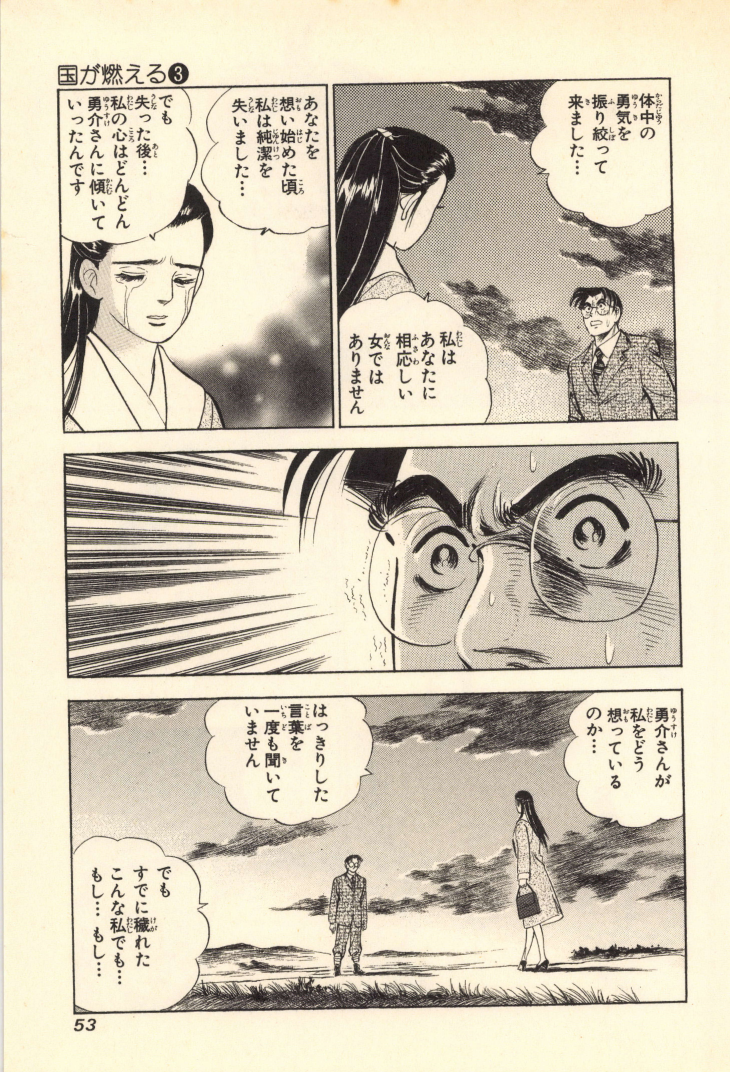 国が燃える3
体中の
勇気を
振り絞って
来ました…
私は
あなたに
相応しい
女では
ありません
あなたを
想い始めた頃
私は純潔を
失いました…
でも
失った後…
私の心はどんどん
勇介さんに傾いて
いったんです
勇介さんが
私をどう
想っている
のか…
はっきりした
言葉を
一度も聞いて
いません
でも
すでに穢れた
こんな私でも…
もし…もし…
53